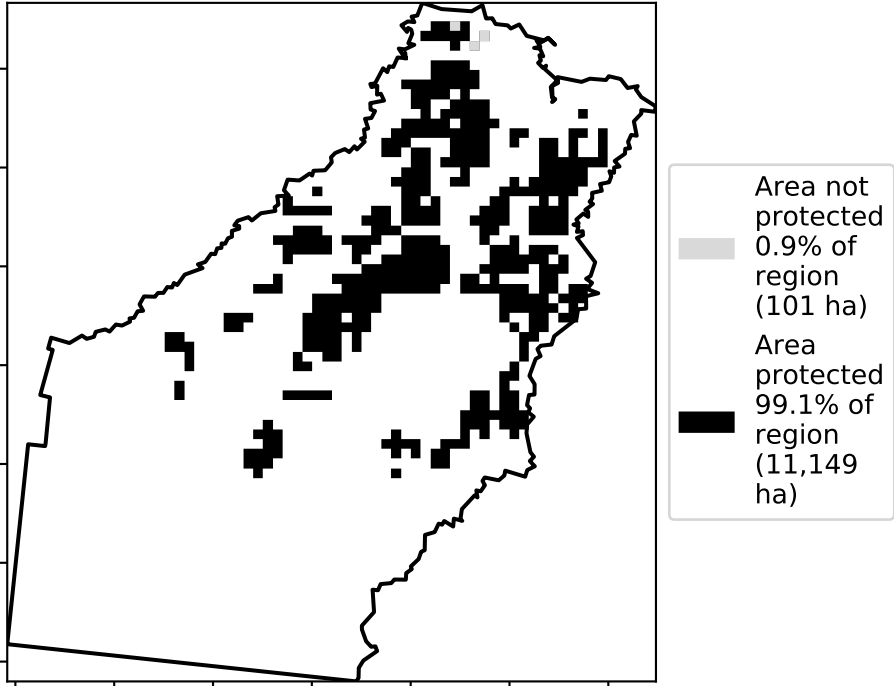 Area not
protected
0.9% of
region
(101 ha)
Area
protected
99.1% of
region
(11,149
ha)